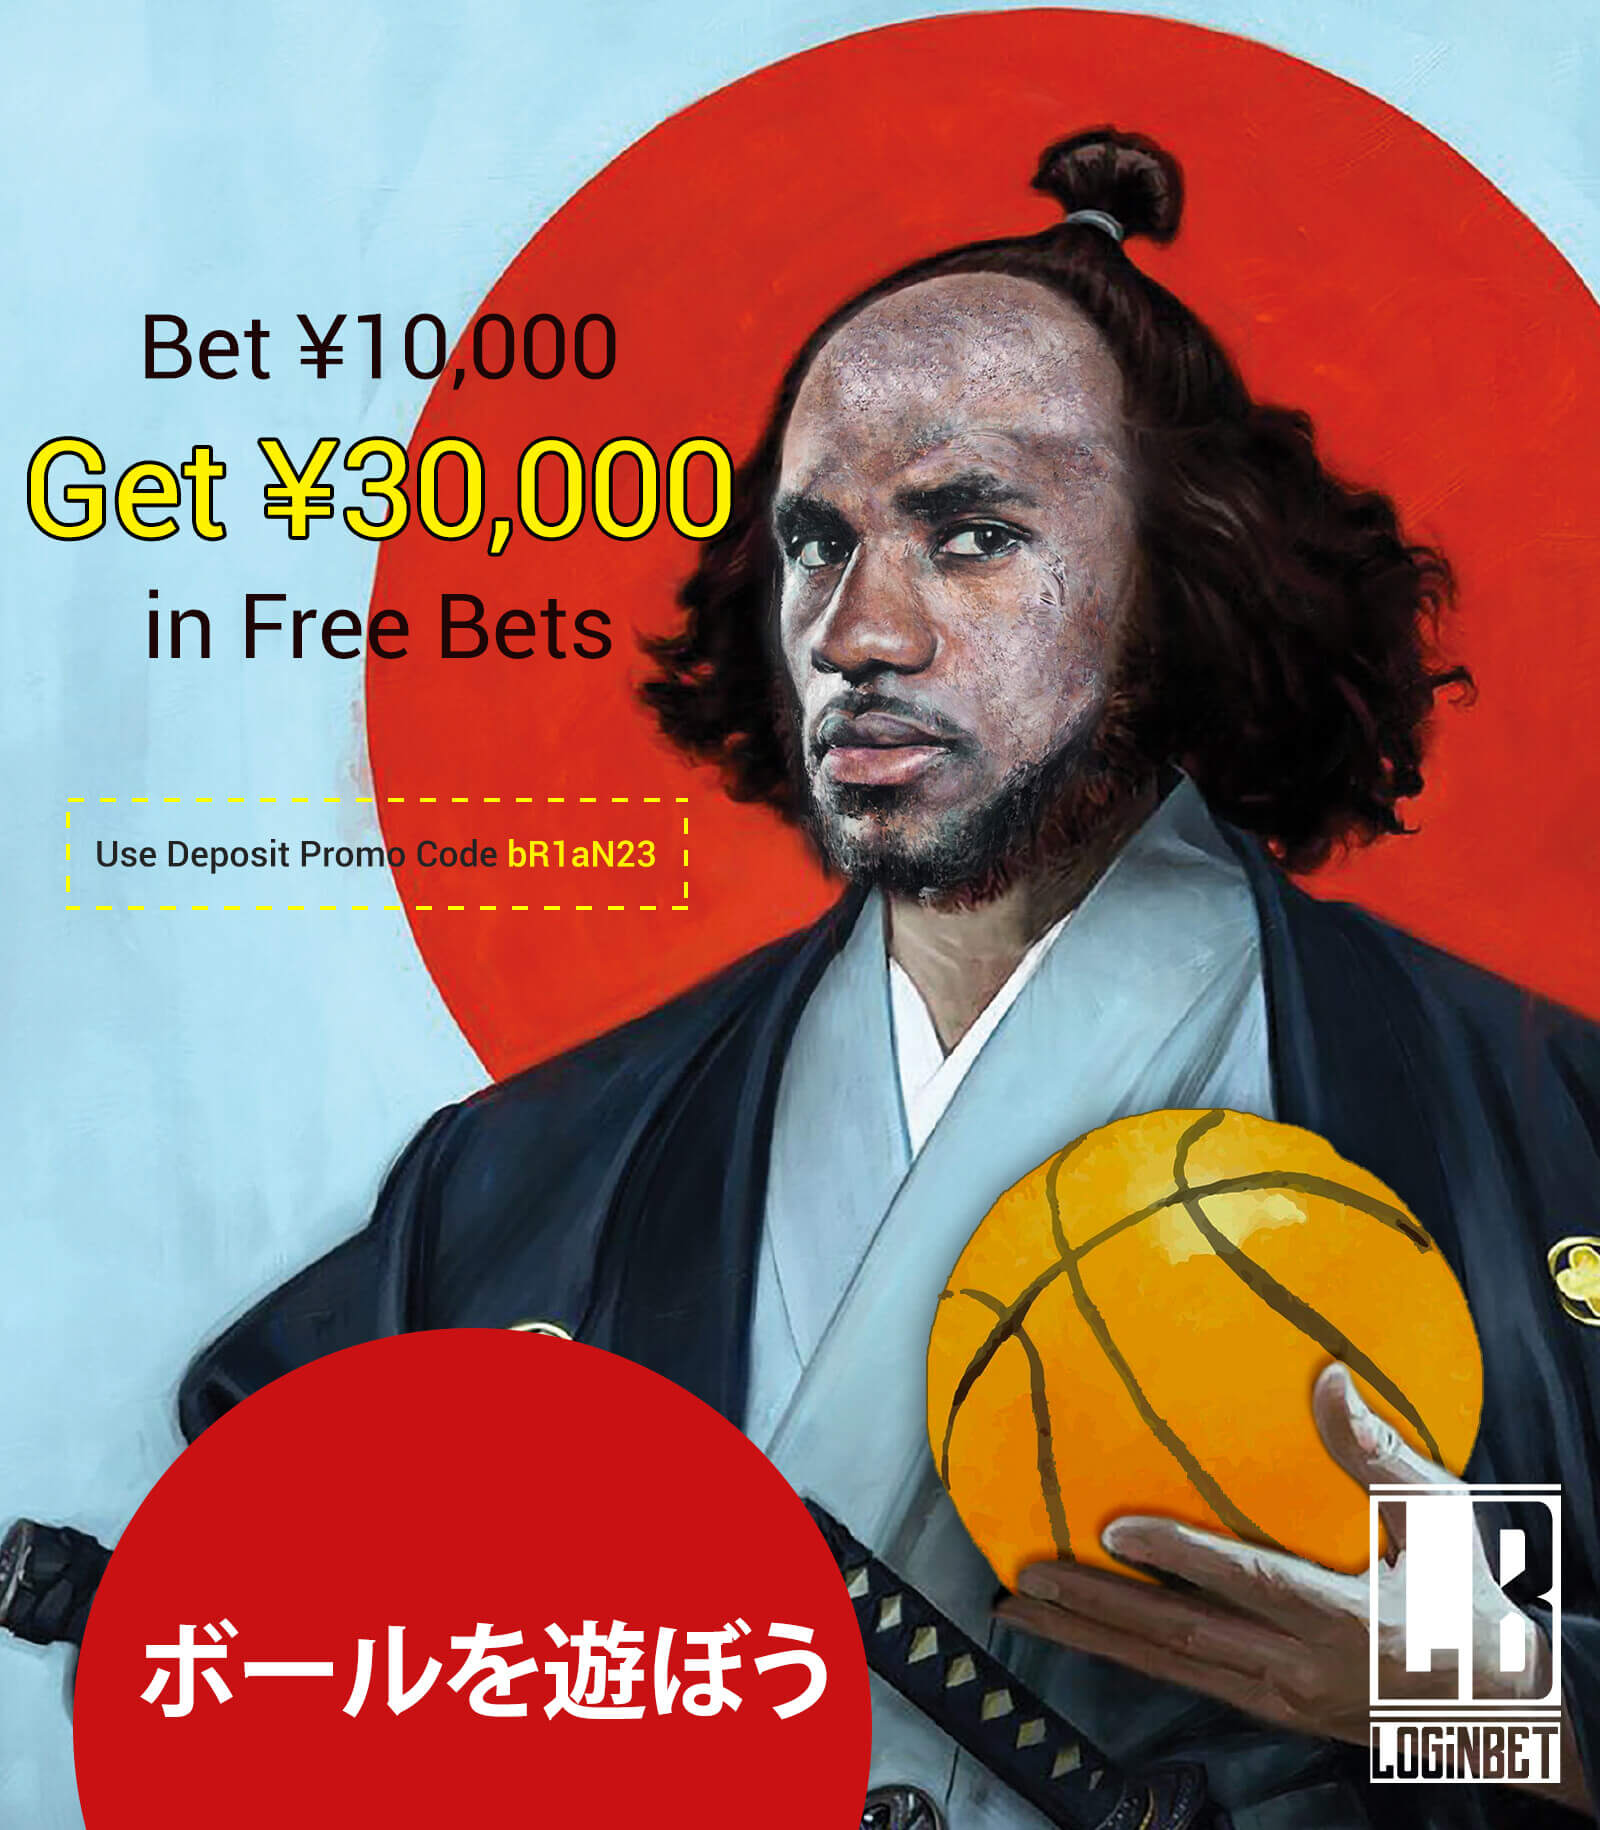 Bet ¥10,000
Get ¥30,000
in Free Bets
Use Deposit Promo Code bR1aN23
ボールを遊ぼう
LB
LOGiNBET